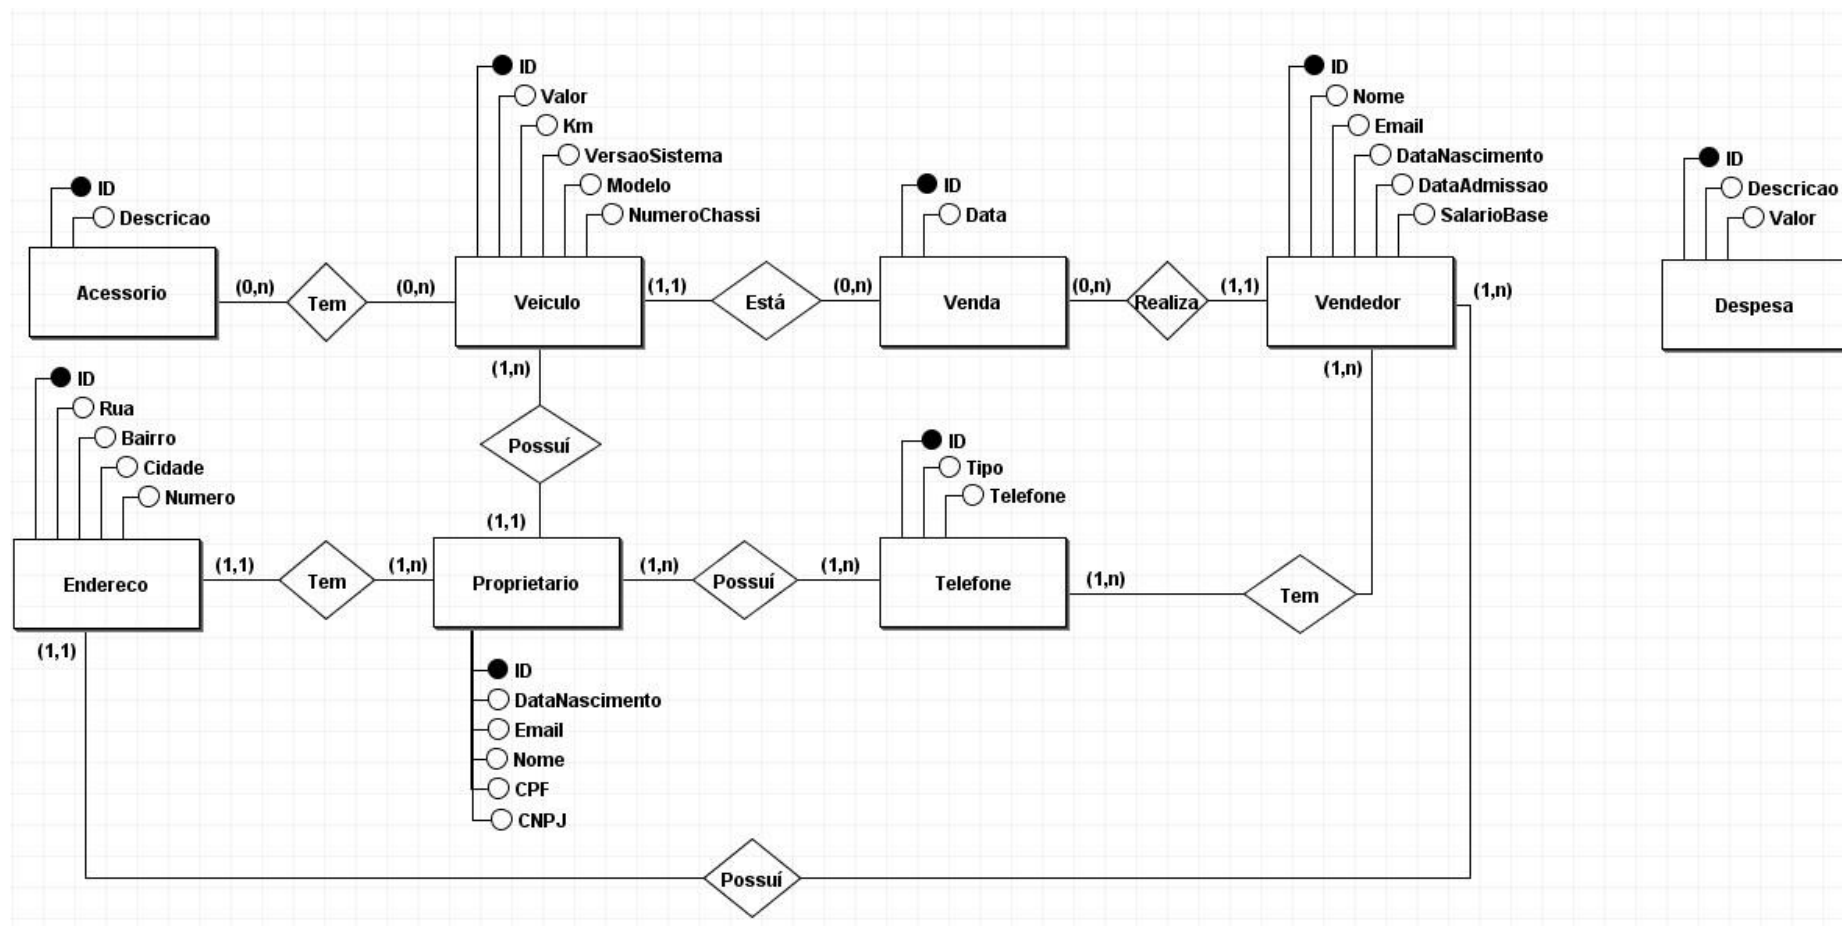 ID
Valor
Km
VersaoSistema
Modelo
NumeroChassi
ID
Nome
Email
DataNascimento
DataAdmissao
SalarioBase
ID
Descricao
Valor
ID
Descricao
ID
Data
Acessorio
(0,n)
Tem
(0,n)
Veiculo
(1,1)
Está
(0,n)
Venda
(0,n)
Realiza
(1,1)
Vendedor
(1,n)
Despesa
(1,n)
(1,n)
ID
Rua
Bairro
Cidade
Numero
Possuí
ID
Tipo
Telefone
(1,1)
Endereco
(1,1)
Tem
(1,n)
Proprietario
(1,n)
Possuí
(1,n)
Telefone
(1,n)
Tem
(1,1)
ID
DataNascimento
Email
Nome
CPF
CNPJ
Possuí